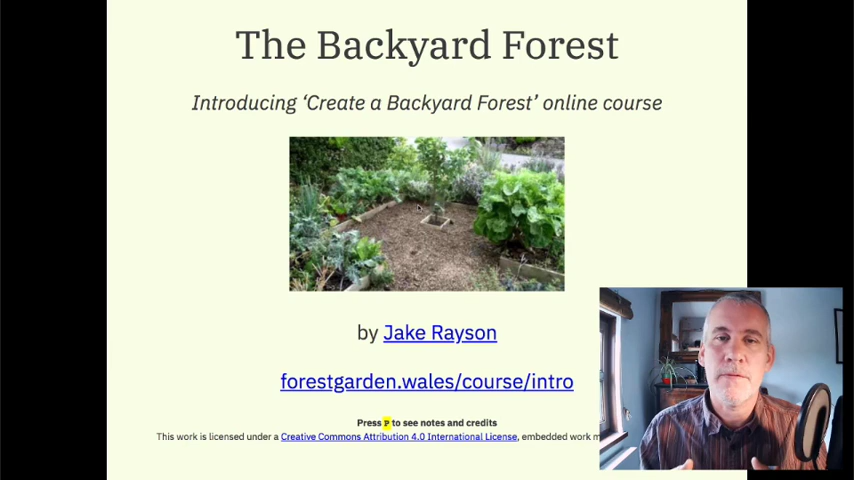 The Backyard Forest
Introducing ‘Create a Backyard Forest’ online course
by Jake Rayson
forestgarden.wales/course/intro
Press P to see notes and credits
This work is licensed under a Creative Commons Attribution 4.0 International License, embedded work